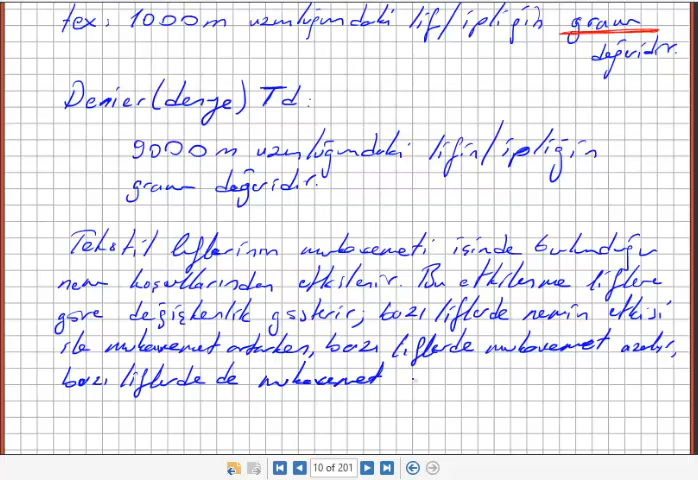 tex: 1000 m uzunluğundaki lif/ipliğin gram
değeridir.
Denier (denye) Td:
9000 m uzunluğundaki lifin/ipliğin
gram değeridir.
Tekstil liflerinin mukavemeti içinde bulunduğu
nem koşullarından etkilenir. Bu etkilenme liflere
göre değişkenlik gösterir, bazı liflerde nemin etkisi
ile mukavemet artarken, bazı liflerde mukavemet azalır,
bazı liflerde de mukavemet
10 of 201